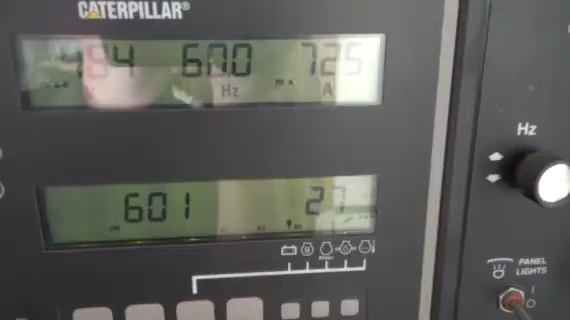 CATERPILLAR®
484 60.0 725
V Hz A
601 27
Hz
PANEL
LIGHTS
I
O